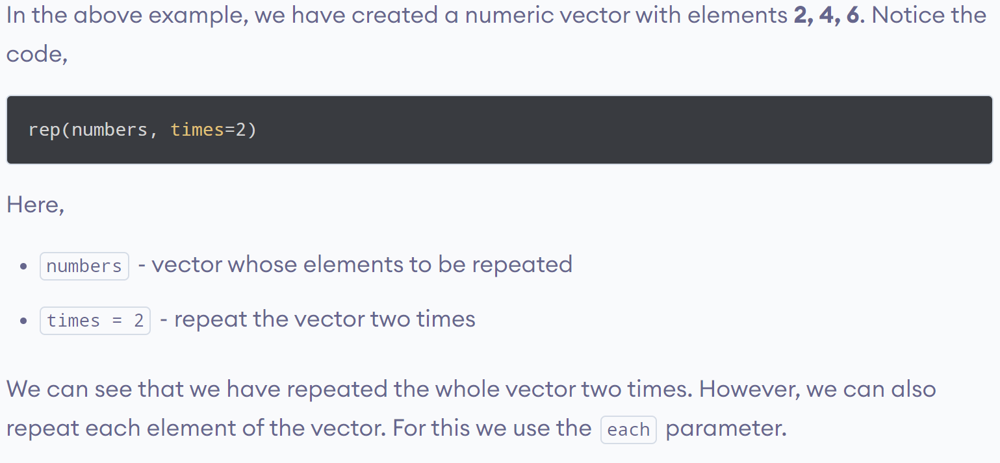 In the above example, we have created a numeric vector with elements 2, 4, 6. Notice the
code,
rep(numbers, times=2)
Here,
• numbers - vector whose elements to be repeated
• times = 2 - repeat the vector two times
We can see that we have repeated the whole vector two times. However, we can also
repeat each element of the vector. For this we use the each parameter.